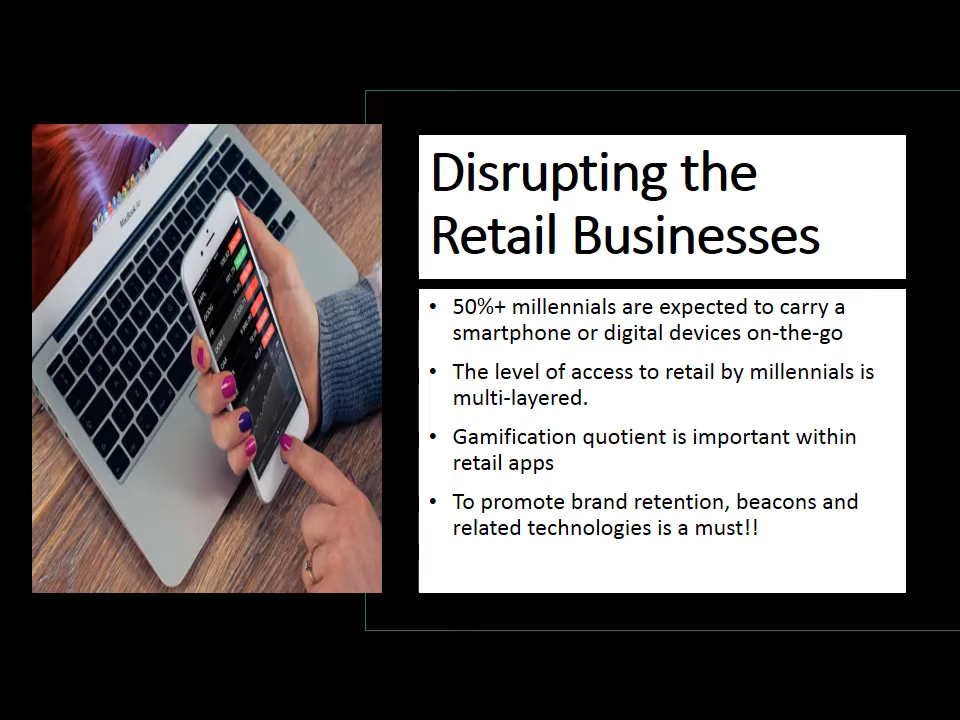 MacBook Air
Disrupting the
Retail Businesses
• 50%+ millennials are expected to carry a
smartphone or digital devices on-the-go
• The level of access to retail by millennials is
multi-layered.
• Gamification quotient is important within
retail apps
• To promote brand retention, beacons and
related technologies is a must!!